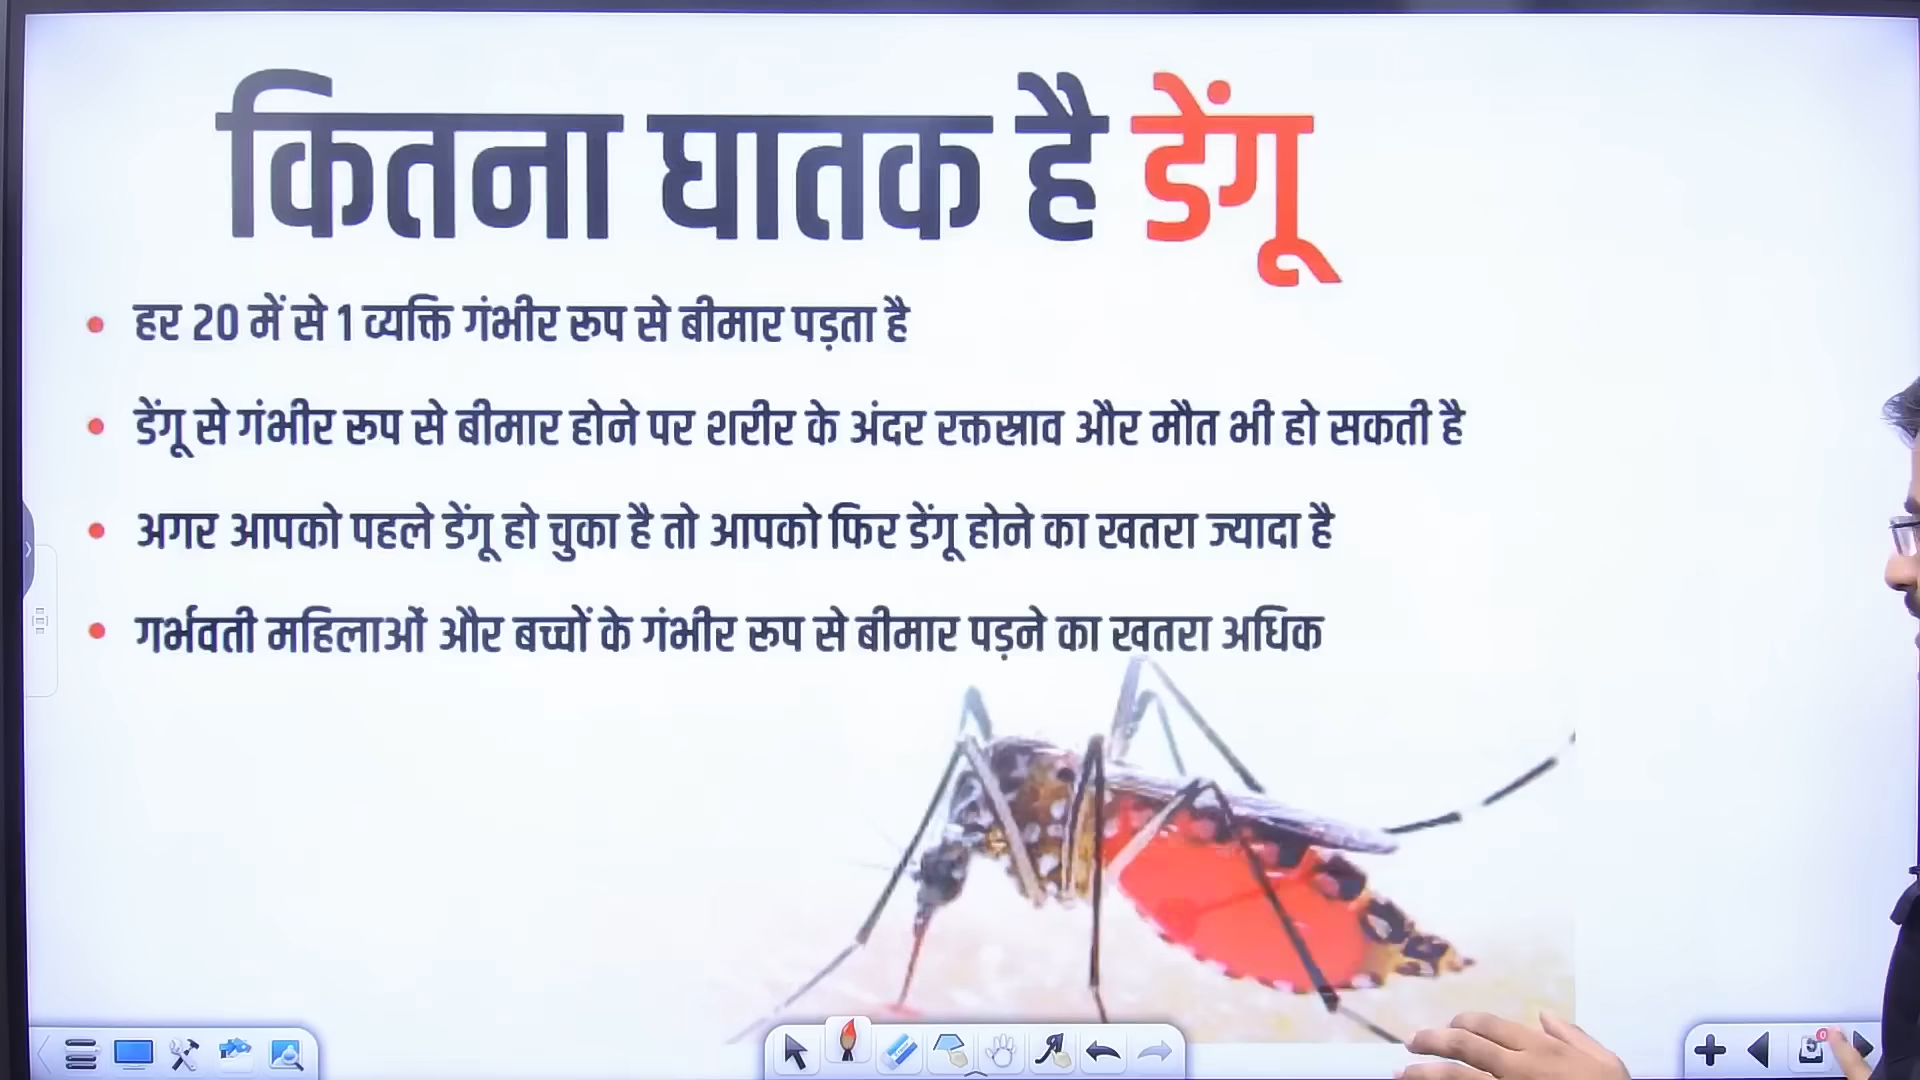 कितना घातक है डेंगू
हर 20 में से 1 व्यक्ति गंभीर रूप से बीमार पड़ता है
डेंगू से गंभीर रूप से बीमार होने पर शरीर के अंदर रक्तस्राव और मौत भी हो सकती है
अगर आपको पहले डेंगू हो चुका है तो आपको फिर डेंगू होने का खतरा ज्यादा है
गर्भवती महिलाओं और बच्चों के गंभीर रूप से बीमार पड़ने का खतरा अधिक
0